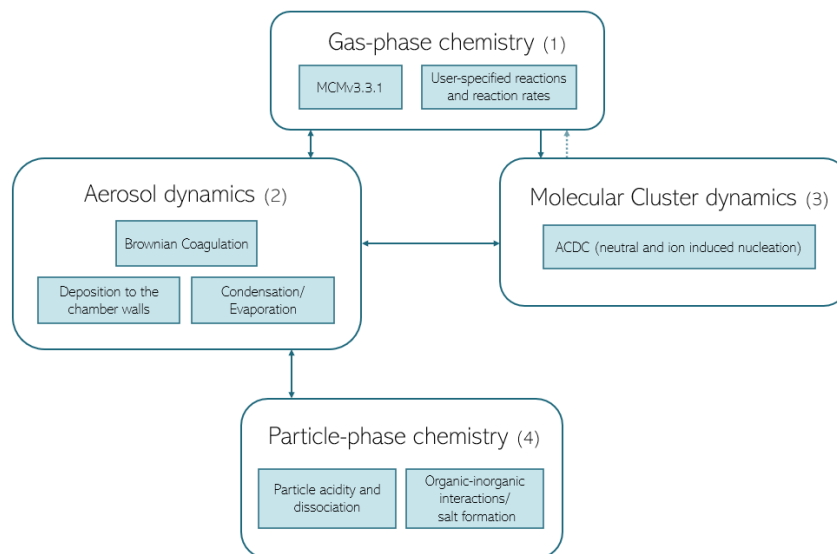 Gas-phase chemistry (1)
MCMv3.3.1
User-specified reactions
and reaction rates
Aerosol dynamics (2)
Brownian Coagulation
Deposition to the
chamber walls
Condensation/
Evaporation
Molecular Cluster dynamics (3)
ACDC (neutral and ion induced nucleation)
Particle-phase chemistry (4)
Particle acidity and
dissociation
Organic-inorganic
interactions/
salt formation